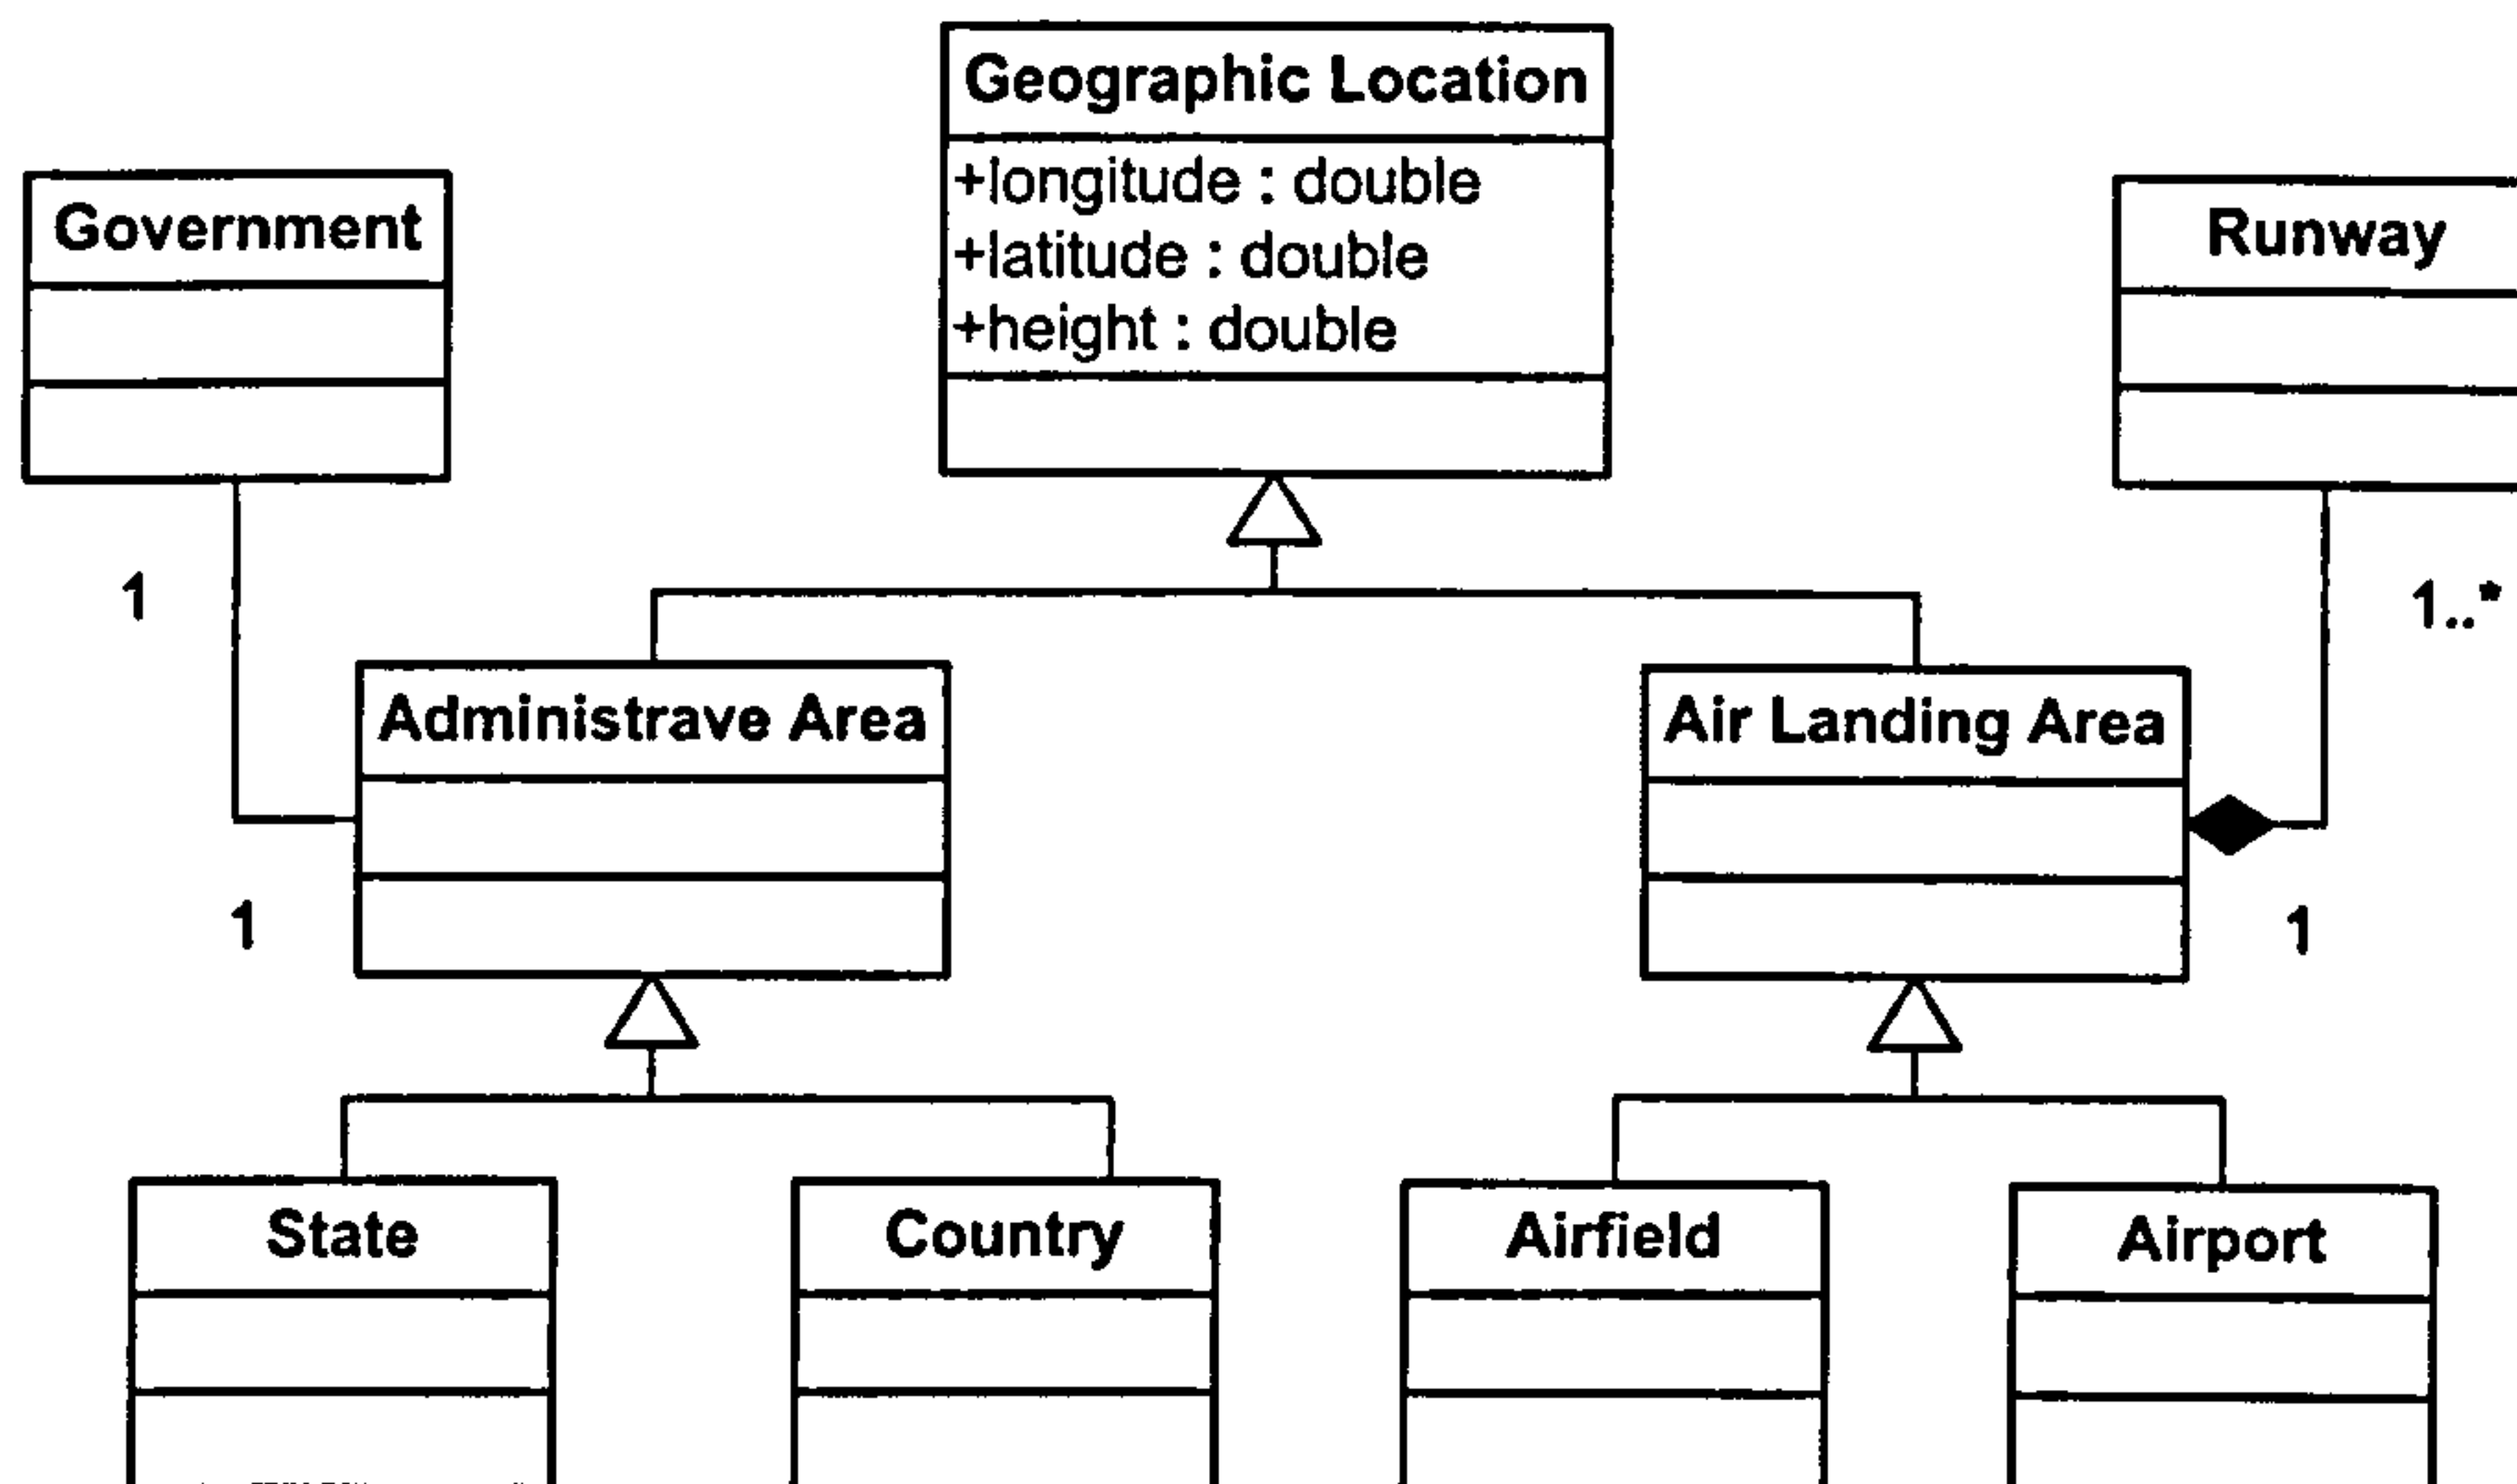 Geographic Location
+longitude : double
+latitude : double
+height : double
Government
Runway
1
1..*
Administrave Area
Air Landing Area
1
1
State
Country
Airfield
Airport